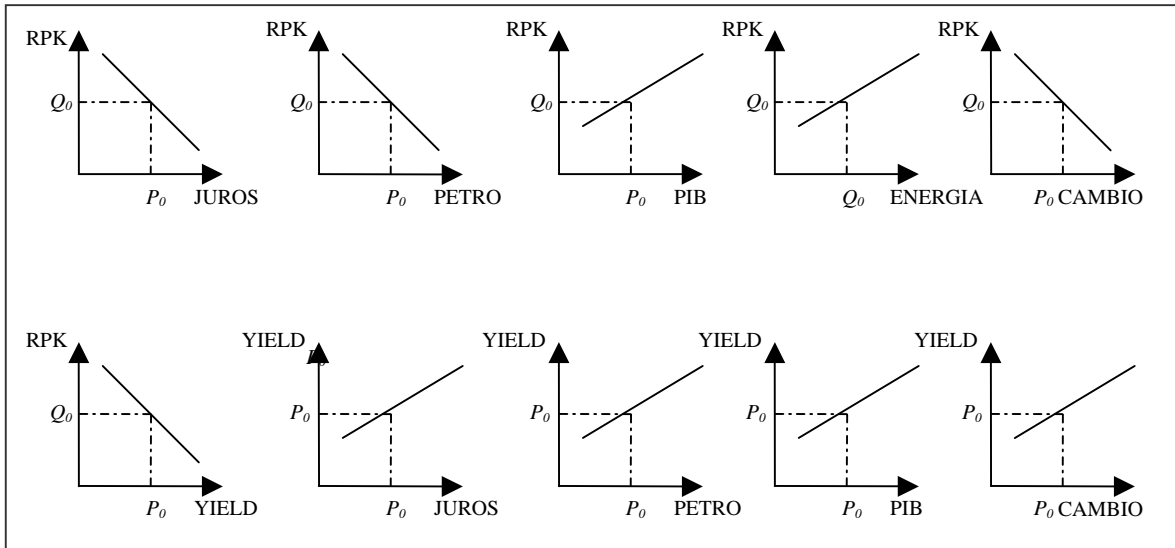 RPK RPK RPK RPK RPK
Q0 Q0 Q0 Q0 Q0
P0 JUROS P0 PETRO P0 PIB Q0 ENERGIA P0 CAMBIO
RPK YIELD YIELD YIELD YIELD
P0
Q0 P0 P0 P0 P0
P0 YIELD P0 JUROS P0 PETRO P0 PIB P0 CAMBIO